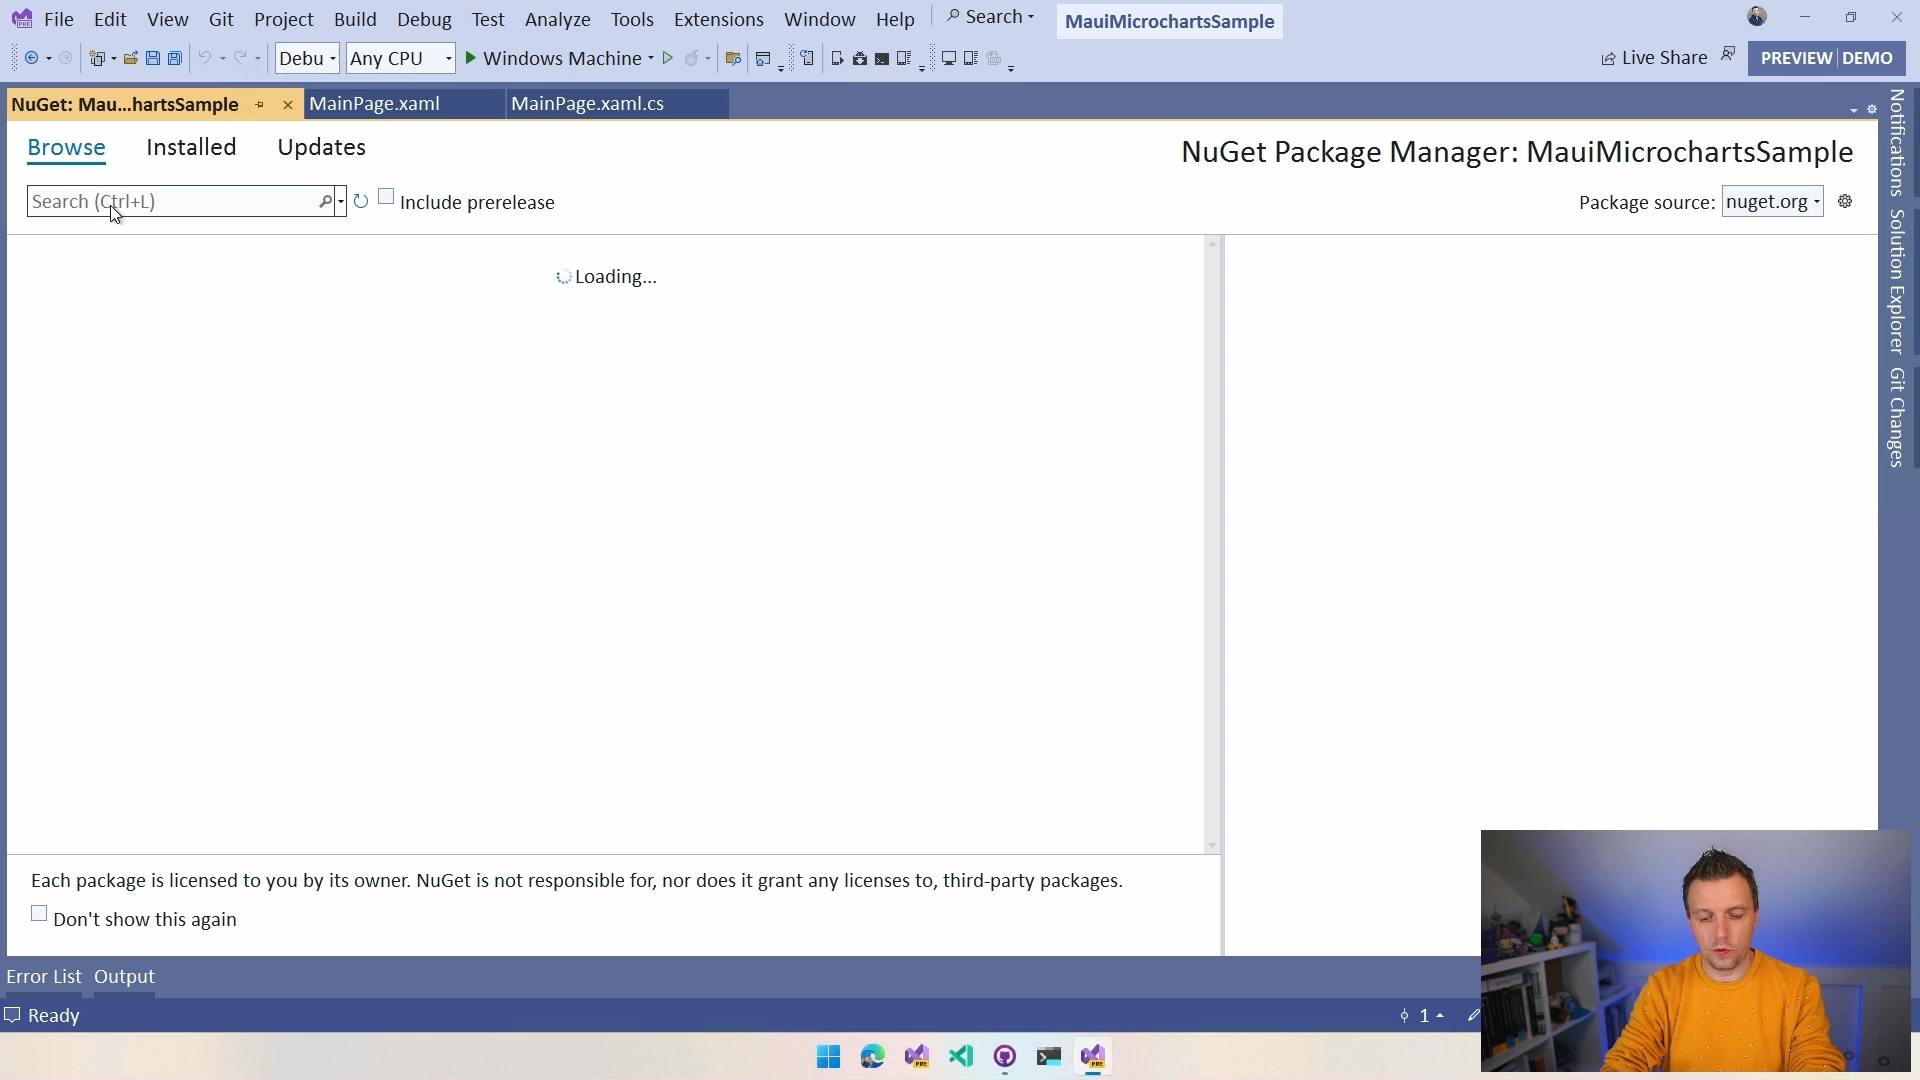 File Edit View Git Project Build Debug Test Analyze Tools Extensions Window Help Search MauiMicrochartsSample
Debu Any CPU Windows Machine Live Share PREVIEW DEMO
NuGet: Mau...hartsSample MainPage.xaml MainPage.xaml.cs
Browse Installed Updates
NuGet Package Manager: MauiMicrochartsSample
Search (Ctrl+L) Include prerelease Package source: nuget.org
Loading...
Each package is licensed to you by its owner. NuGet is not responsible for, nor does it grant any licenses to, third-party packages.
Don't show this again
Error List Output
Ready 1
Notifications
Solution Explorer
Git Changes
PRE
PRE